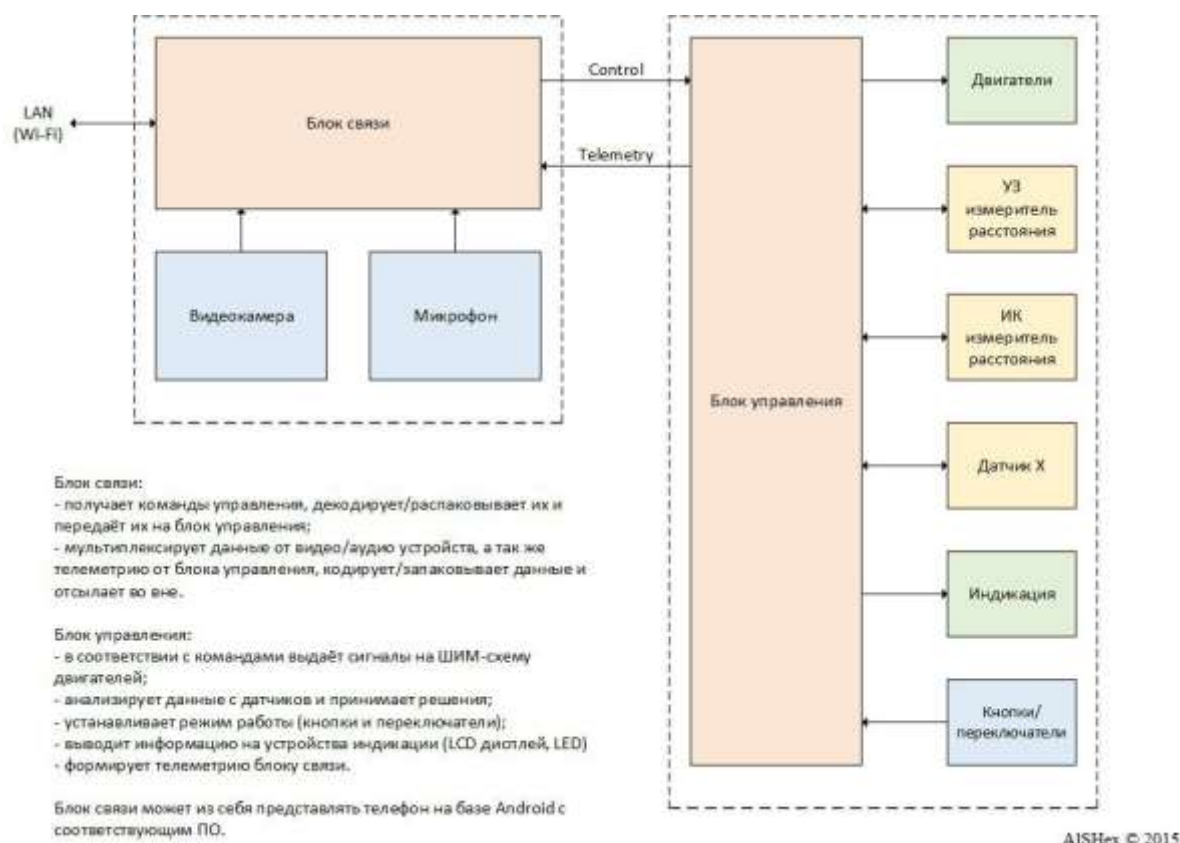 LAN
(Wi-Fi)
Блок связи
Control
Telemetry
Видеокамера
Микрофон
Блок управления
Двигатели
УЗ
измеритель
расстояния
ИК
измеритель
расстояния
Датчик X
Индикация
Кнопки/
переключатели
Блок связи:
- получает команды управления, декодирует/распаковывает их и
передаёт их на блок управления;
- мультиплексирует данные от видео/аудио устройств, а так же
телеметрию от блока управления, кодирует/запаковывает данные и
отсылает во вне.
Блок управления:
- в соответствии с командами выдаёт сигналы на ШИМ-схему
двигателей;
- анализирует данные с датчиков и принимает решения;
- устанавливает режим работы (кнопки и переключатели);
- выводит информацию на устройства индикации (LCD дисплей, LED)
- формирует телеметрию блоку связи.
Блок связи может из себя представлять телефон на базе Android с
соответствующим ПО.
AlSHex © 2015